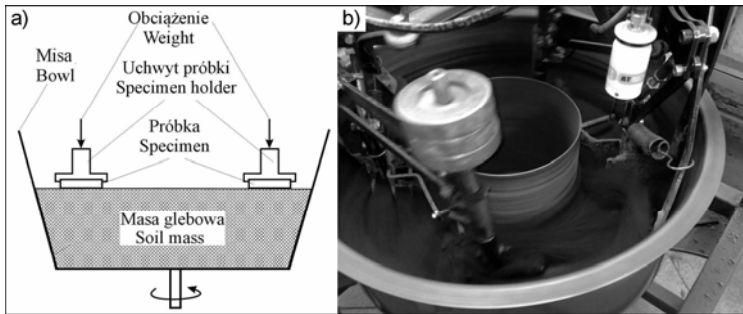 a)
Obciążenie
Weight
Misa
Bowl
Uchwyt próbki
Specimen holder
Próbka
Specimen
Masa glebowa
Soil mass
b)